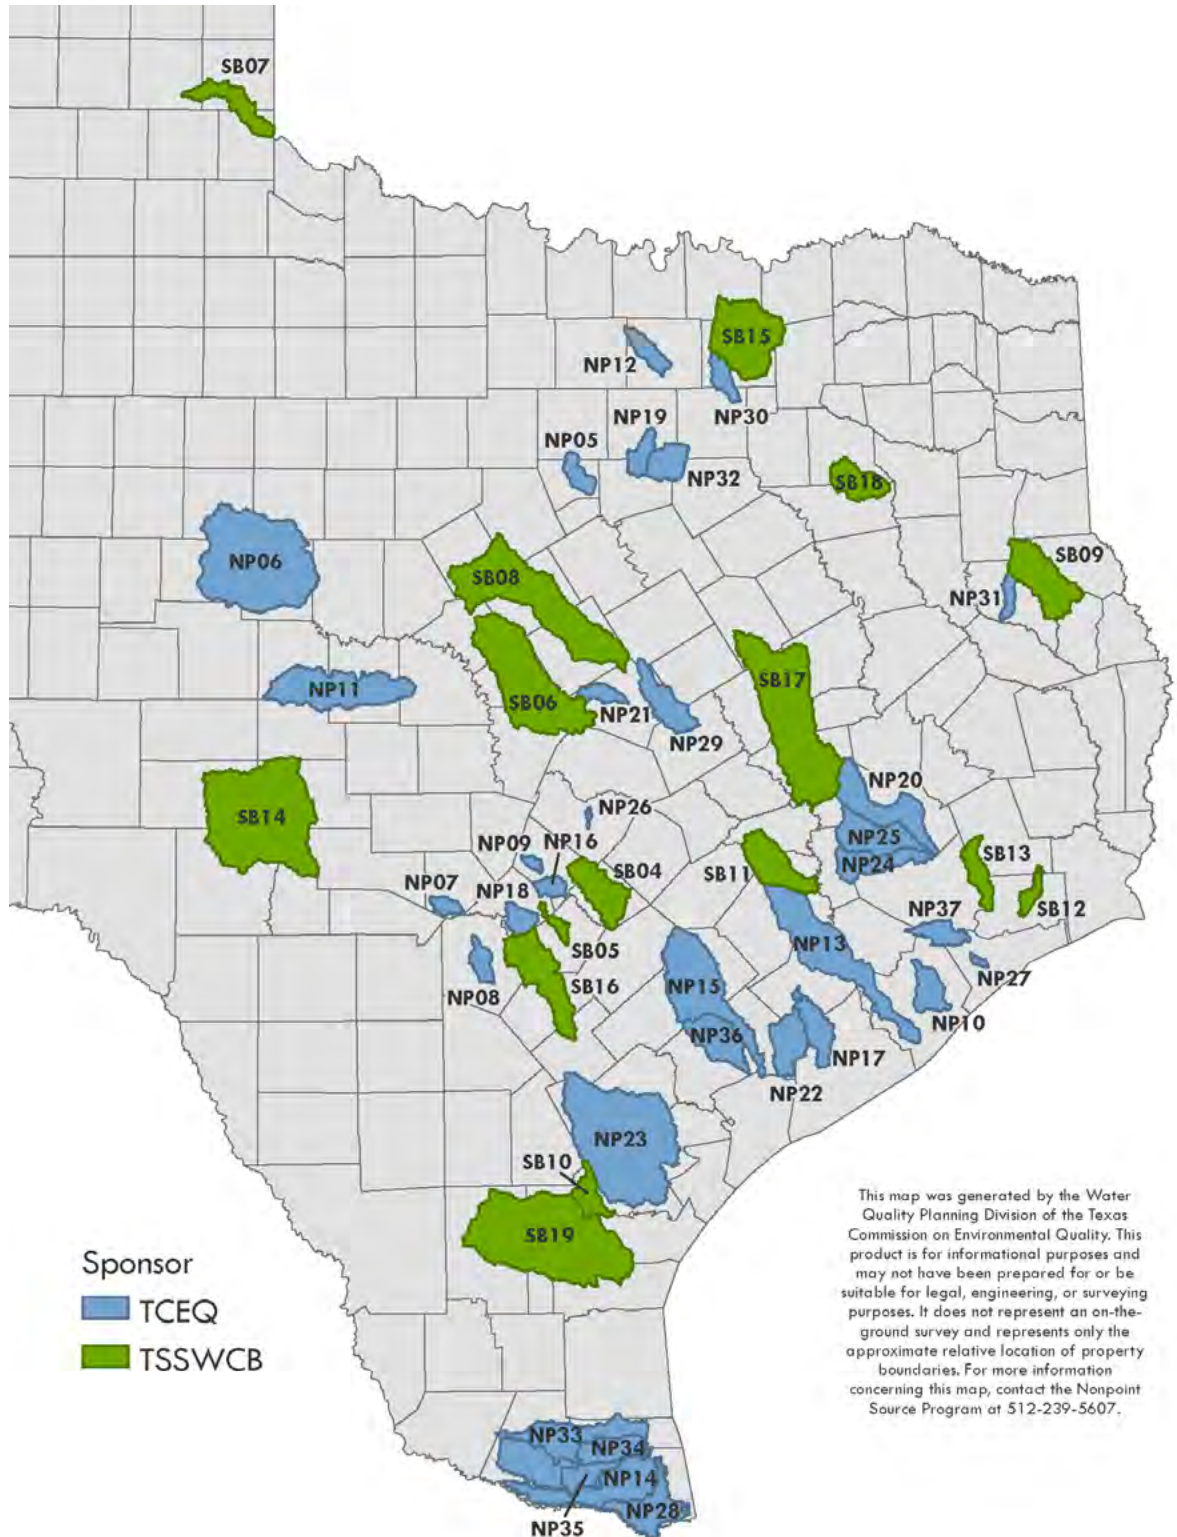 SB07
SB15
NP12
NP30
NP19
NP05
NP32
SB18
NP06
SB08
SB09
NP31
SB17
NP11
SB06
NP21
NP29
NP20
SB14
NP26
NP09
NP16
NP25
NP24
SB13
SB04
SB11
NP07
NP18
SB12
NP37
NP13
SB05
NP15
NP27
SB16
NP08
NP10
NP36
NP17
NP22
NP23
SB10
SB19
This map was generated by the Water
Quality Planning Division of the Texas
Commission on Environmental Quality. This
product is for informational purposes and
may not have been prepared for or be
suitable for legal, engineering, or surveying
purposes. It does not represent an on-the-
ground survey and represents only the
approximate relative location of property
boundaries. For more information
concerning this map, contact the Nonpoint
Source Program at 512-239-5607.
Sponsor
TCEQ
TSSWCB
NP33
NP34
NP14
NP28
NP35